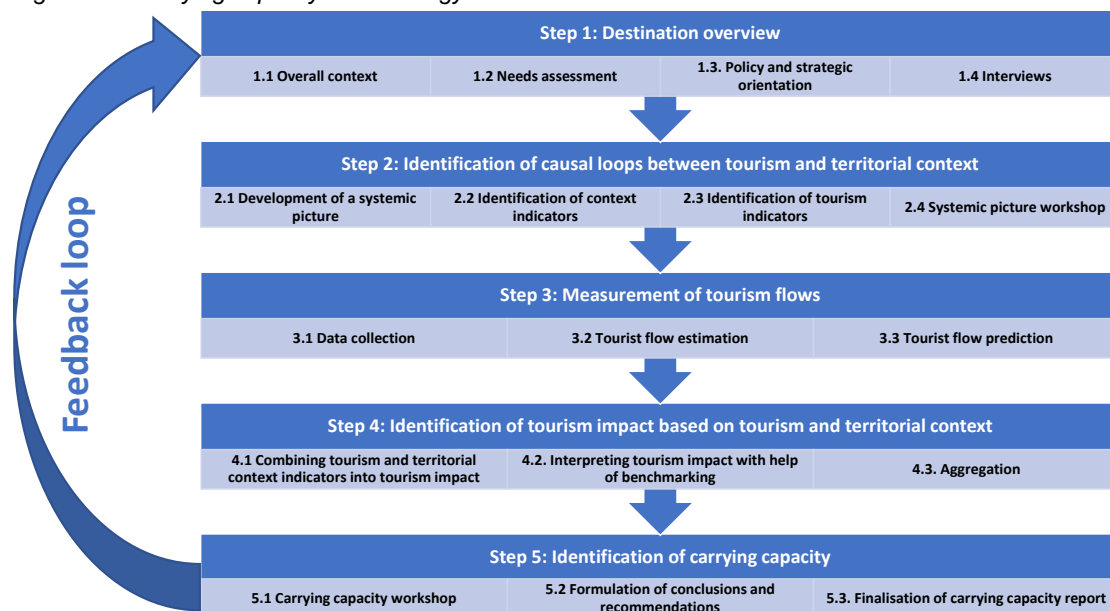 Step 1: Destination overview
1.1 Overall context
1.2 Needs assessment
1.3. Policy and strategic
orientation
1.4 Interviews
Step 2: Identification of causal loops between tourism and territorial context
2.1 Development of a systemic
picture
2.2 Identification of context
indicators
2.3 Identification of tourism
indicators
2.4 Systemic picture workshop
Step 3: Measurement of tourism flows
3.1 Data collection
3.2 Tourist flow estimation
3.3 Tourist flow prediction
Step 4: Identification of tourism impact based on tourism and territorial context
4.1 Combining tourism and territorial
context indicators into tourism impact
4.2. Interpreting tourism impact with help
of benchmarking
4.3. Aggregation
Step 5: Identification of carrying capacity
5.1 Carrying capacity workshop
5.2 Formulation of conclusions and
recommendations
5.3. Finalisation of carrying capacity report
Feedback loop